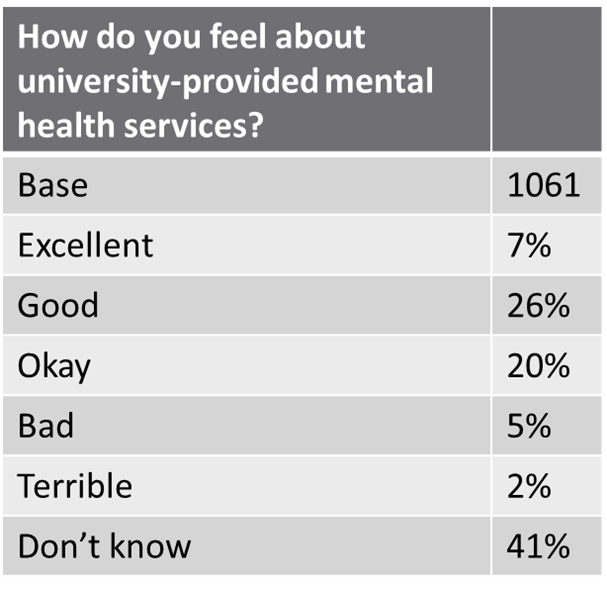 How do you feel about
university-provided mental
health services?
Base 1061
Excellent 7%
Good 26%
Okay 20%
Bad 5%
Terrible 2%
Don’t know 41%